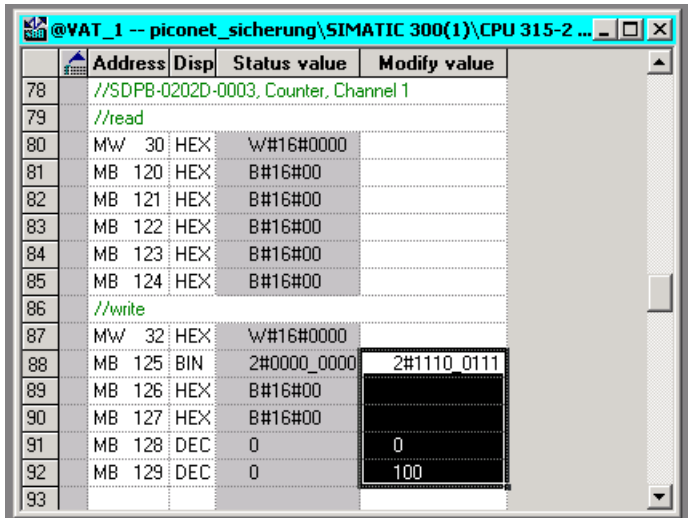 @VAT_1 -- piconet_sicherung\SIMATIC 300(1)\CPU 315-2 ...
Address Disp Status value Modify value
78 //SDPB-0202D-0003, Counter, Channel 1
79 //read
80 MW 30 HEX W#16#0000
81 MB 120 HEX B#16#00
82 MB 121 HEX B#16#00
83 MB 122 HEX B#16#00
84 MB 123 HEX B#16#00
85 MB 124 HEX B#16#00
86 //write
87 MW 32 HEX W#16#0000
88 MB 125 BIN 2#0000_0000 2#1110_0111
89 MB 126 HEX B#16#00
90 MB 127 HEX B#16#00
91 MB 128 DEC 0 0
92 MB 129 DEC 0 100
93